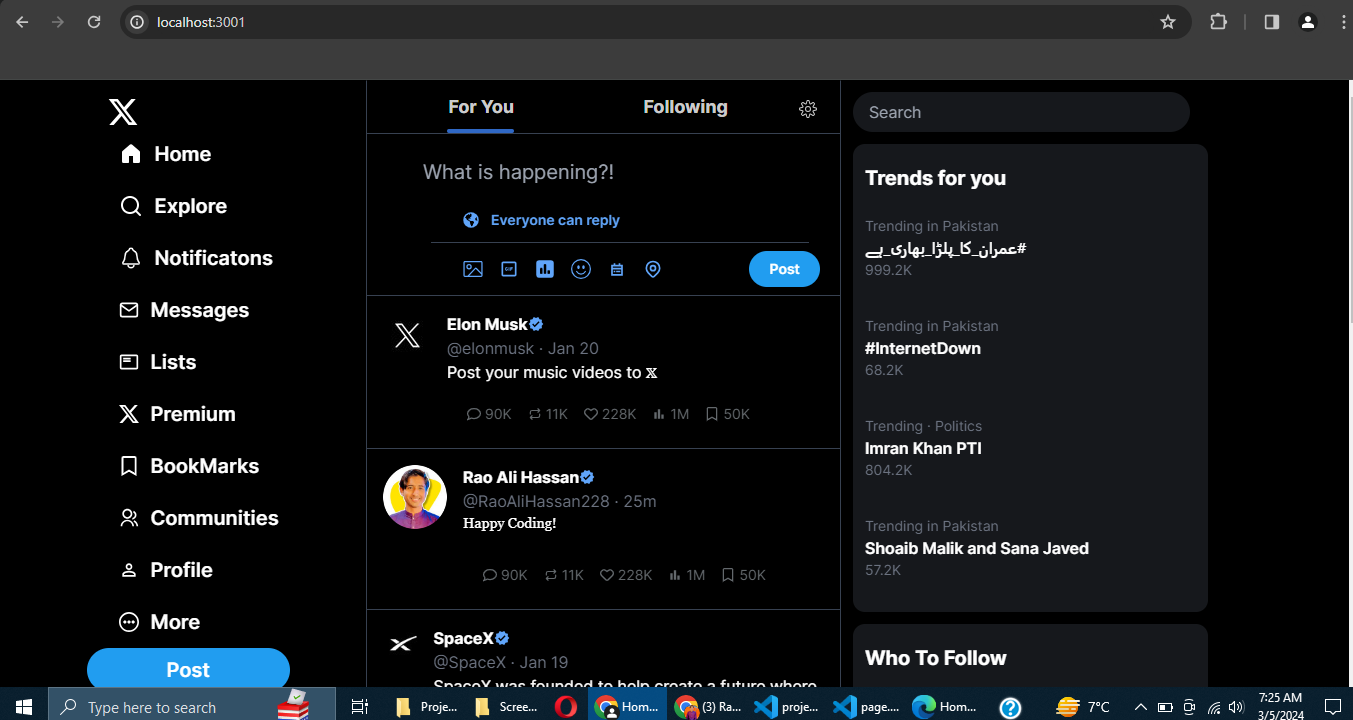 localhost:3001
Home
Explore
Notificatons
Messages
Lists
Premium
BookMarks
Communities
Profile
More
Post
For You
Following
What is happening?!
Everyone can reply
GIF
Post
Elon Musk
@elonmusk · Jan 20
Post your music videos to 𝕏
90K 11K 228K 1M 50K
Rao Ali Hassan
@RaoAliHassan228 · 25m
Happy Coding!
90K 11K 228K 1M 50K
SpaceX
@SpaceX · Jan 19
SpaceX was founded to help create a future where
Search
Trends for you
Trending in Pakistan
#عمران_کا_پلڑا_بھاری_ہے
999.2K
Trending in Pakistan
#InternetDown
68.2K
Trending · Politics
Imran Khan PTI
804.2K
Trending in Pakistan
Shoaib Malik and Sana Javed
57.2K
Who To Follow
Type here to search
Proje...
Scree...
Hom...
(3) Ra...
proje...
page....
Hom...
7°C
7:25 AM
3/5/2024